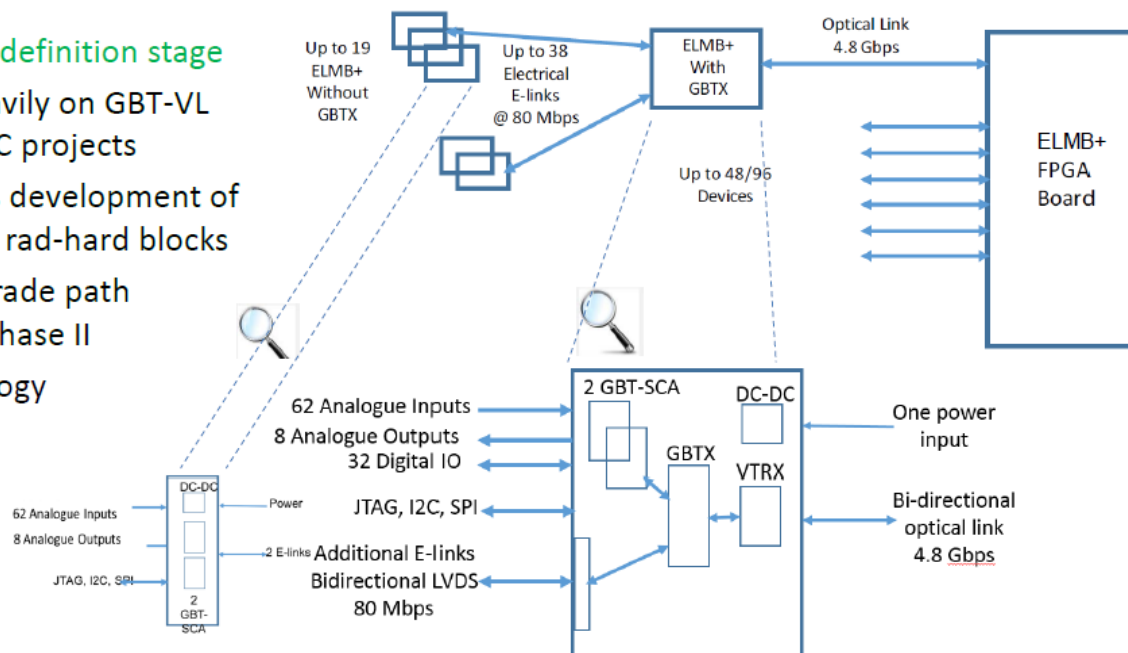 definition stage
avily on GBT-VL
C projects
development of
rad-hard blocks
rade path
hase II
ogy
Up to 19
ELMB+
Without
GBTX
Up to 38
Electrical
E-links
@ 80 Mbps
ELMB+
With
GBTX
Optical Link
4.8 Gbps
Up to 48/96
Devices
ELMB+
FPGA
Board
62 Analogue Inputs
8 Analogue Outputs
JTAG, I2C, SPI
DC-DC
2
GBT-
SCA
Power
2 E-links
62 Analogue Inputs
8 Analogue Outputs
32 Digital IO
JTAG, I2C, SPI
Additional E-links
Bidirectional LVDS
80 Mbps
2 GBT-SCA
DC-DC
GBTX
VTRX
One power
input
Bi-directional
optical link
4.8 Gbps